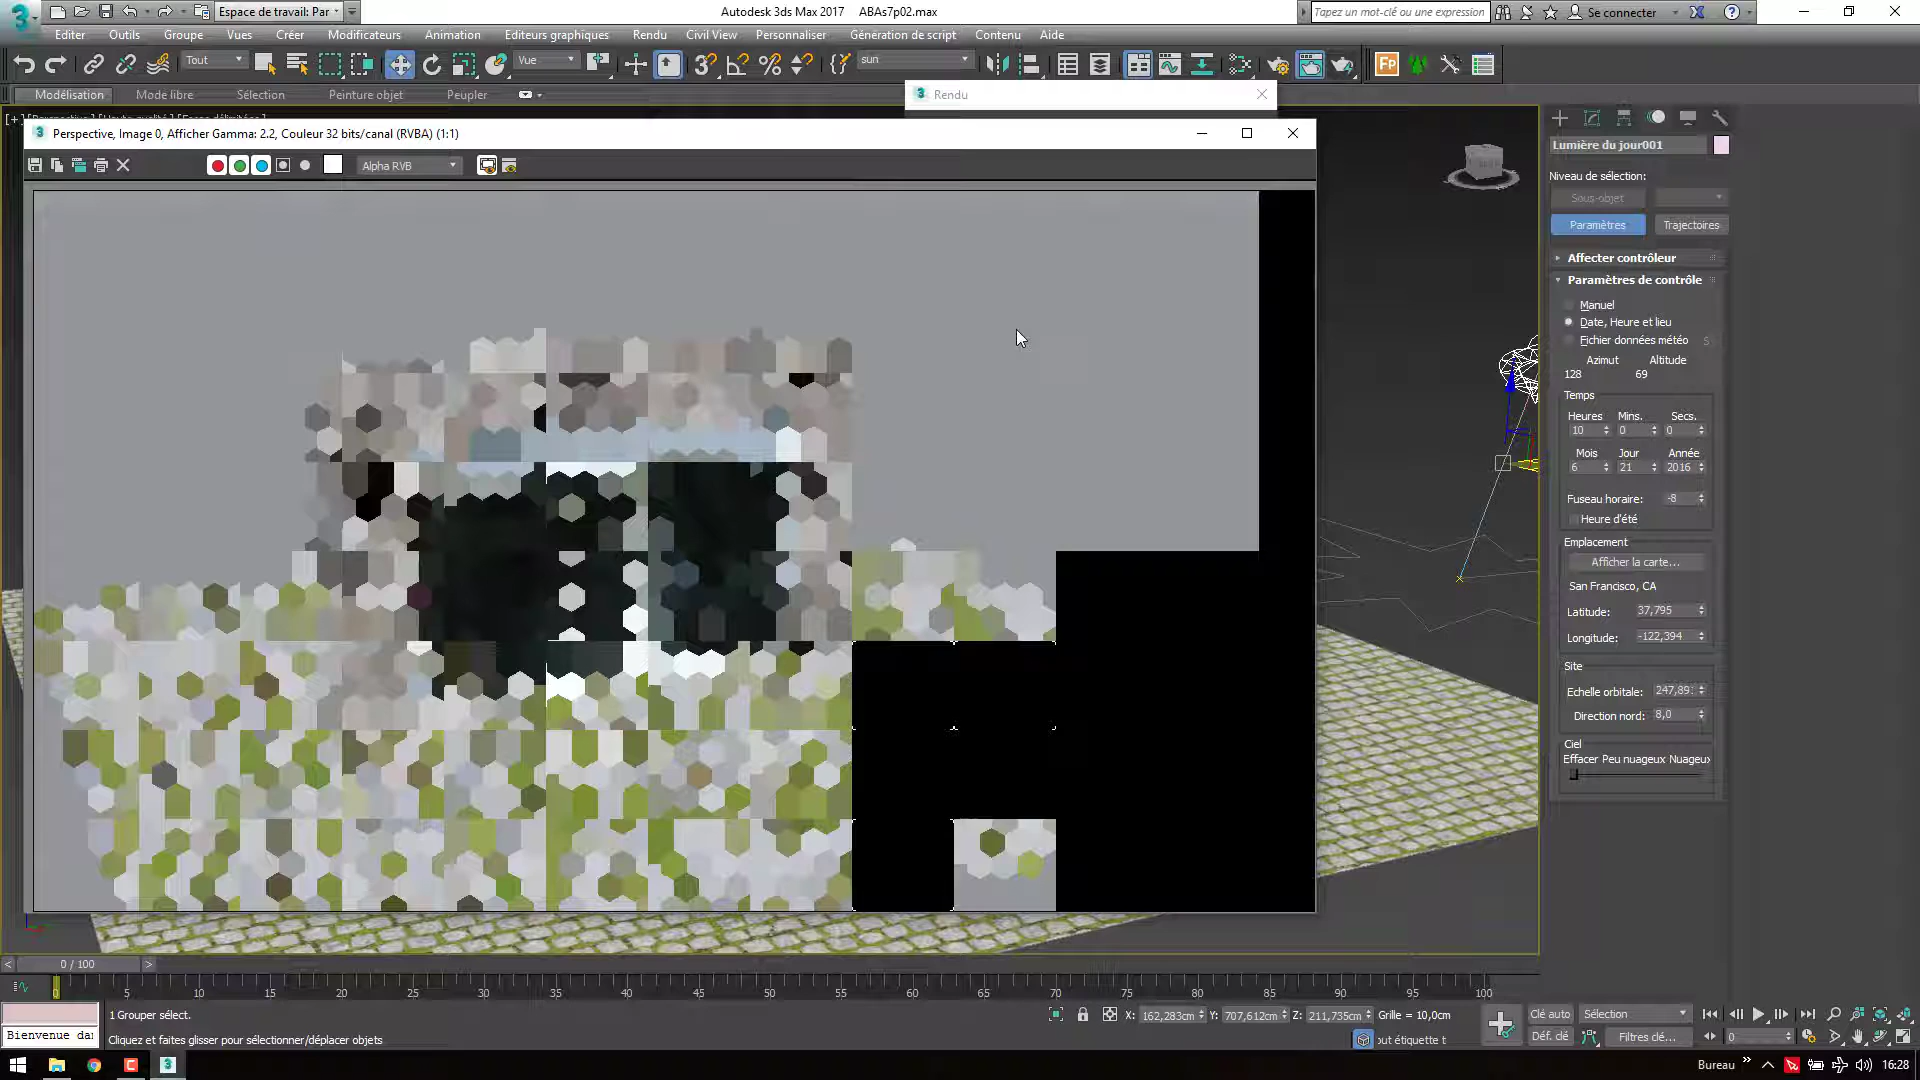 Espace de travail: Par
Autodesk 3ds Max 2017 ABAs7p02.max
Tapez un mot-clé ou une expression
Se connecter
Editer Outils Groupe Vues Créer Modificateurs Animation Editeurs graphiques Rendu Civil View Personnaliser Génération de script Contenu Aide
Tout
Vue
sun
Modélisation Mode libre Sélection Peinture objet Peupler
Rendu
Perspective, Image 0, Afficher Gamma: 2.2, Couleur 32 bits/canal (RVBA) (1:1)
Alpha RVB
Lumière du jour001
Niveau de sélection:
Sous-objet
Paramètres Trajectoires
Affecter contrôleur
Paramètres de contrôle
Manuel
Date, Heure et lieu
Fichier données météo S
Azimut Altitude
128 69
Temps
Heures Mins. Secs.
10 0 0
Mois Jour Année
6 21 2016
Fuseau horaire: -8
Heure d'été
Emplacement
Afficher la carte...
San Francisco, CA
Latitude: 37,795
Longitude: -122,394
Site
Echelle orbitale: 247,89
Direction nord: 8,0
Ciel
Effacer Peu nuageux Nuageux
< 0 / 100 >
0 5 10 15 20 25 30 35 40 45 50 55 60 65 70 75 80 85 90 95 100
1 Grouper sélect.
X: 162,283cm Y: 707,612cm Z: 211,735cm Grille = 10,0cm
Clé auto Sélection
Bienvenue da
Cliquez et faites glisser pour sélectionner/déplacer objets
out étiquette t
Déf. clé Filtres clé...
0
Bureau
16:28